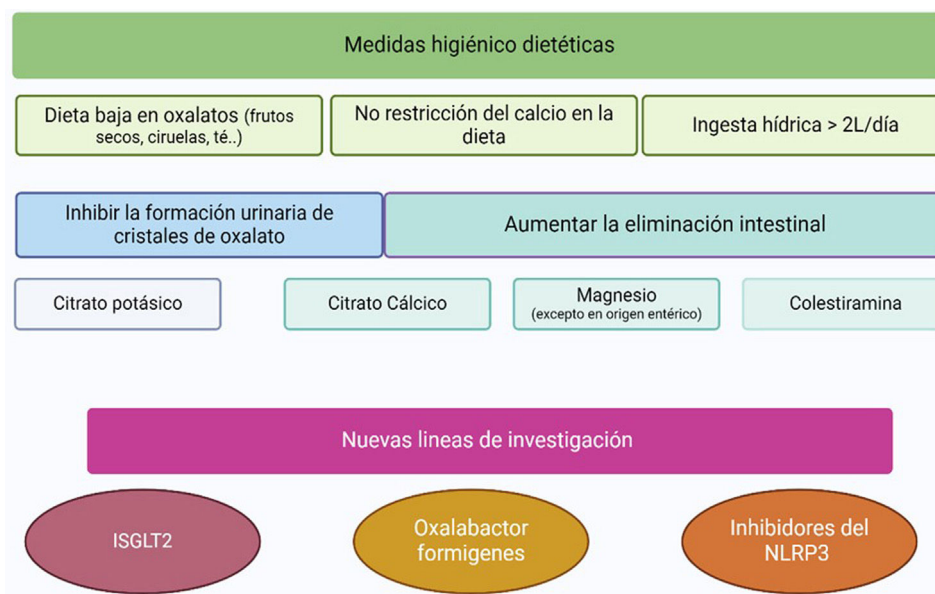 Medidas higiénico dietéticas
Dieta baja en oxalatos (frutos
secos, ciruelas, té..)
No restricción del calcio en la
dieta
Ingesta hídrica > 2L/día
Inhibir la formación urinaria de
cristales de oxalato
Aumentar la eliminación intestinal
Citrato potásico
Citrato Cálcico
Magnesio
(excepto en origen entérico)
Colestiramina
Nuevas lineas de investigación
ISGLT2
Oxalabactor
formigenes
Inhibidores del
NLRP3